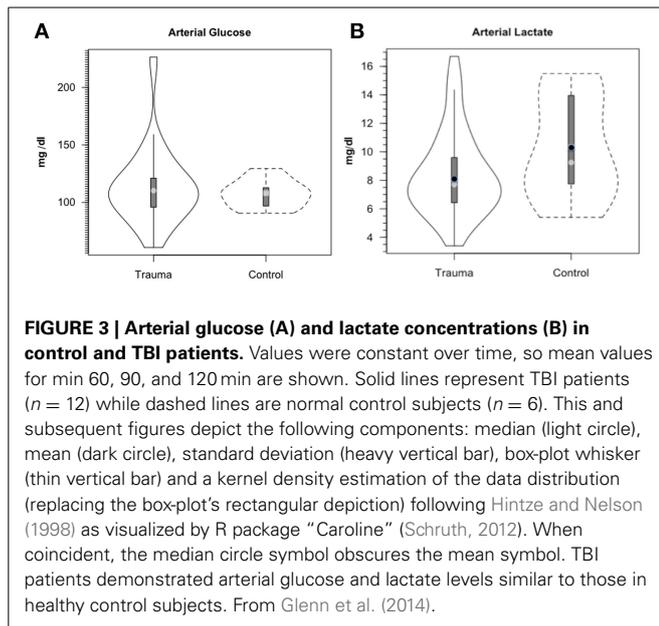 A
Arterial Glucose
200
150
100
mg/dl
Trauma
Control
B
Arterial Lactate
16
14
12
10
8
6
4
mg/dl
Trauma
Control
FIGURE 3 | Arterial glucose (A) and lactate concentrations (B) in
control and TBI patients. Values were constant over time, so mean values
for min 60, 90, and 120 min are shown. Solid lines represent TBI patients
(n = 12) while dashed lines are normal control subjects (n = 6). This and
subsequent figures depict the following components: median (light circle),
mean (dark circle), standard deviation (heavy vertical bar), box-plot whisker
(thin vertical bar) and a kernel density estimation of the data distribution
(replacing the box-plot's rectangular depiction) following Hintze and Nelson
(1998) as visualized by R package “Caroline” (Schruth, 2012). When
coincident, the median circle symbol obscures the mean symbol. TBI
patients demonstrated arterial glucose and lactate levels similar to those in
healthy control subjects. From Glenn et al. (2014).